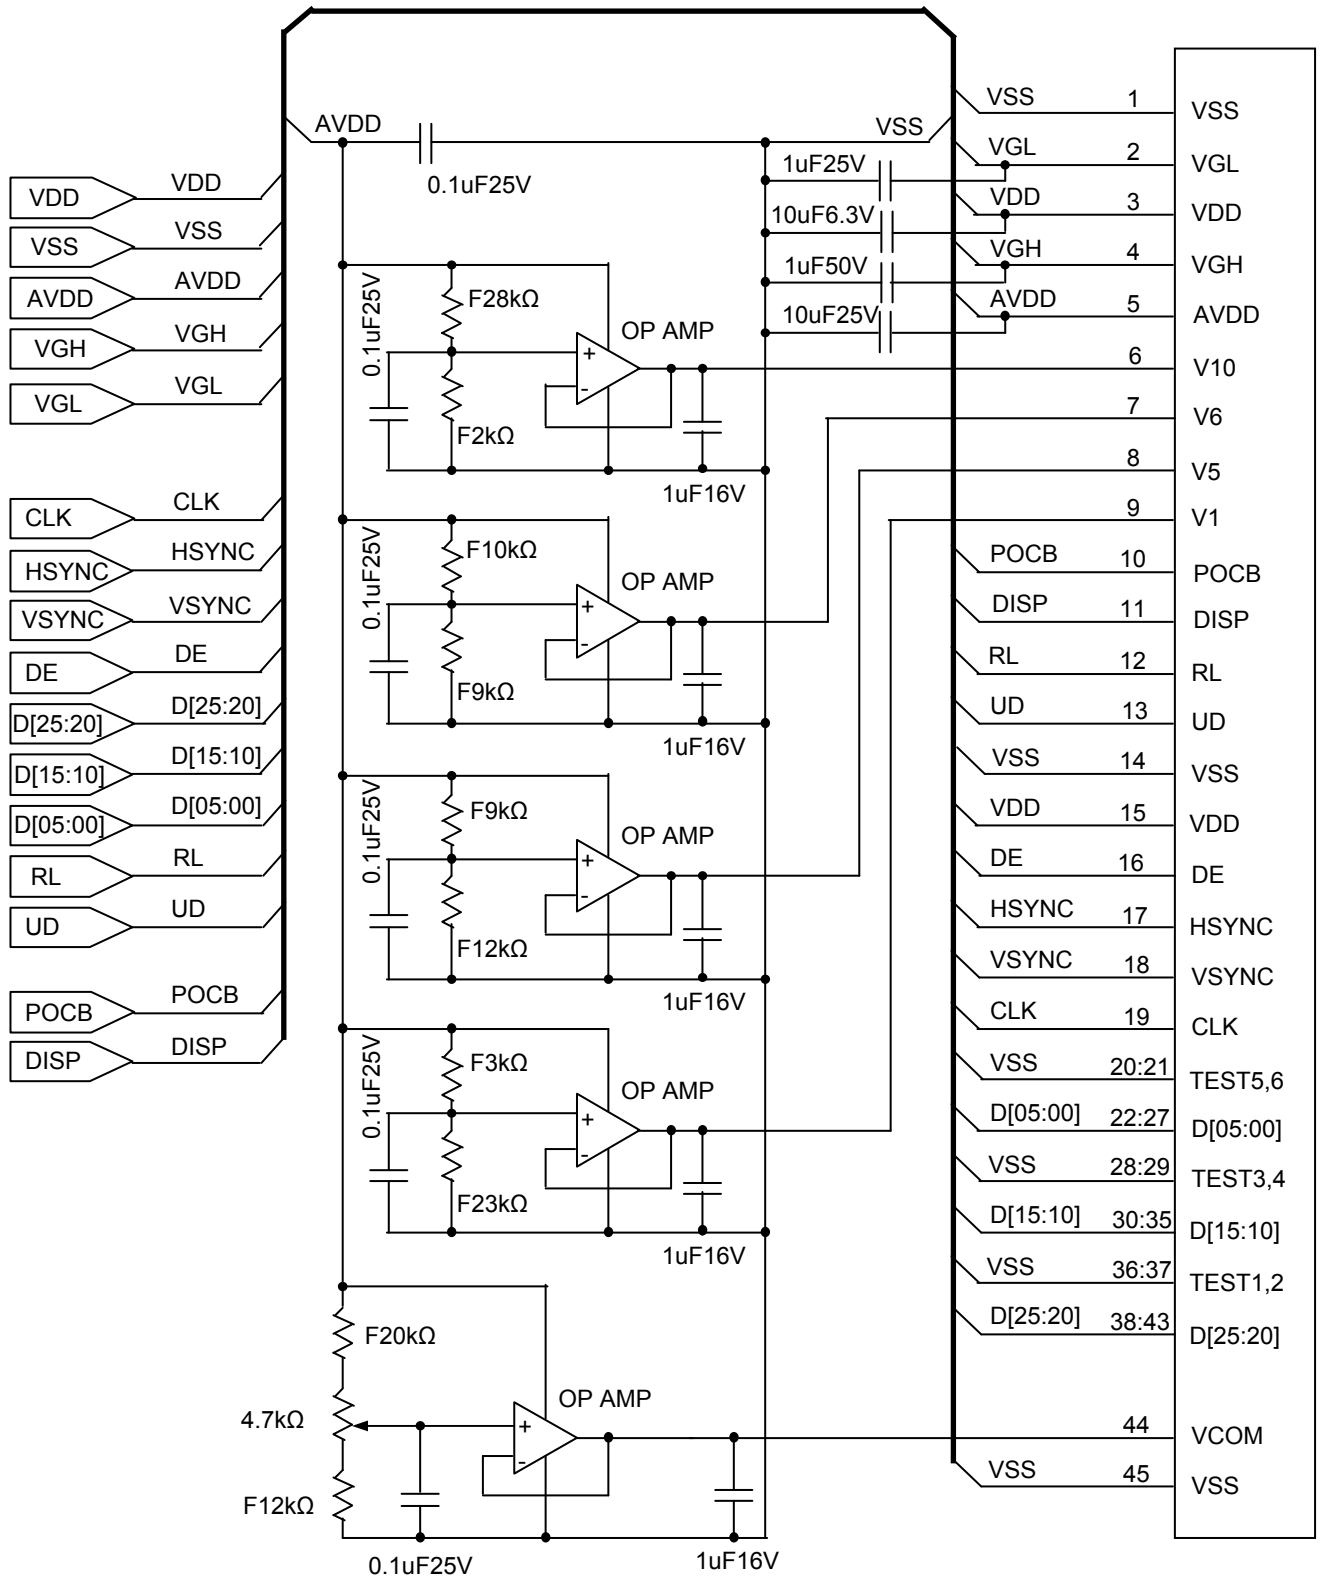 AVDD
0.1uF25V
VSS
VDD VDD
VSS VSS
AVDD AVDD
VGH VGH
VGL VGL
CLK CLK
HSYNC HSYNC
VSYNC VSYNC
DE DE
D[25:20] D[25:20]
D[15:10] D[15:10]
D[05:00] D[05:00]
RL RL
UD UD
POCB POCB
DISP DISP
1uF25V
10uF6.3V
1uF50V
10uF25V
0.1uF25V
F28kΩ
F2kΩ
OP AMP
+
-
1uF16V
0.1uF25V
F10kΩ
F9kΩ
OP AMP
+
-
1uF16V
0.1uF25V
F9kΩ
F12kΩ
OP AMP
+
-
1uF16V
0.1uF25V
F3kΩ
F23kΩ
OP AMP
+
-
1uF16V
F20kΩ
4.7kΩ
F12kΩ
OP AMP
+
-
0.1uF25V
1uF16V
VSS 1 VSS
VGL 2 VGL
VDD 3 VDD
VGH 4 VGH
AVDD 5 AVDD
6 V10
7 V6
8 V5
9 V1
POCB 10 POCB
DISP 11 DISP
RL 12 RL
UD 13 UD
VSS 14 VSS
VDD 15 VDD
DE 16 DE
HSYNC 17 HSYNC
VSYNC 18 VSYNC
CLK 19 CLK
VSS 20:21 TEST5,6
D[05:00] 22:27 D[05:00]
VSS 28:29 TEST3,4
D[15:10] 30:35 D[15:10]
VSS 36:37 TEST1,2
D[25:20] 38:43 D[25:20]
44 VCOM
VSS 45 VSS